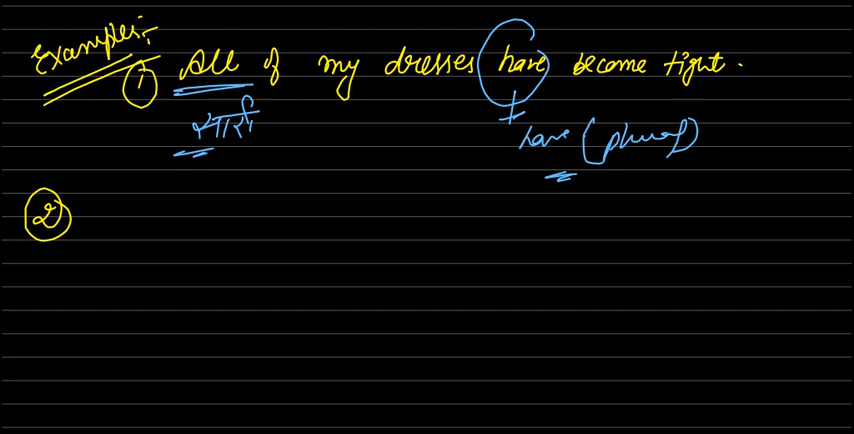 Examples:-
① All of my dresses have become tight.
सारी
have (plural)
②